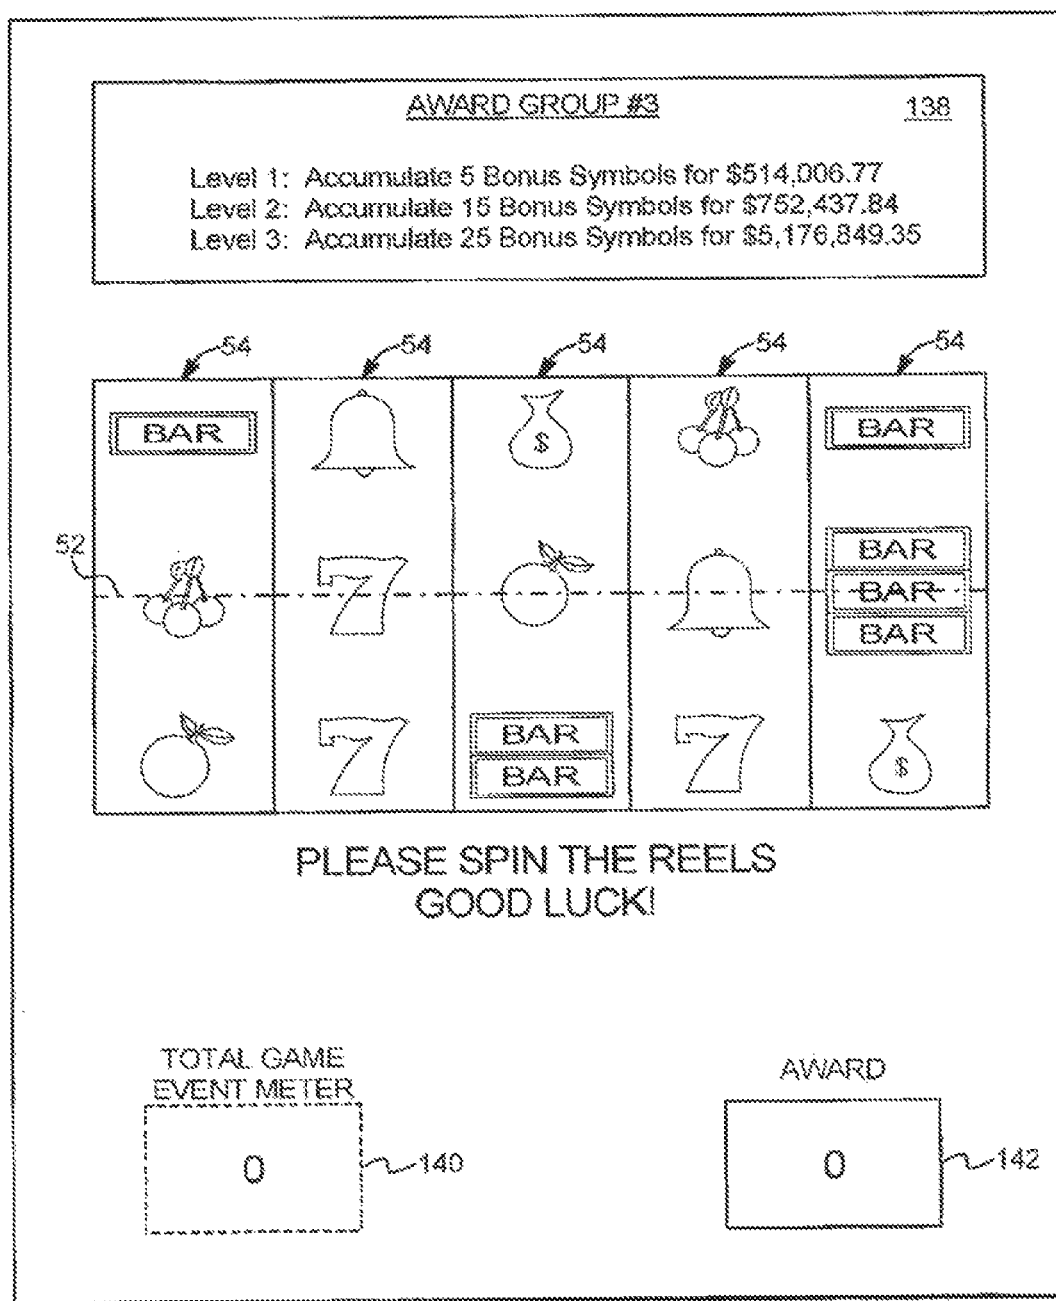 AWARD GROUP #3 138
Level 1: Accumulate 5 Bonus Symbols for $514,006.77
Level 2: Accumulate 15 Bonus Symbols for $752,437.84
Level 3: Accumulate 25 Bonus Symbols for $5,176,849.35
54 54 54 54 54
BAR $ BAR
52
7 BAR
BAR
BAR
7 BAR 7 $
BAR
PLEASE SPIN THE REELS
GOOD LUCK!
TOTAL GAME
EVENT METER
AWARD
0 140
0 142